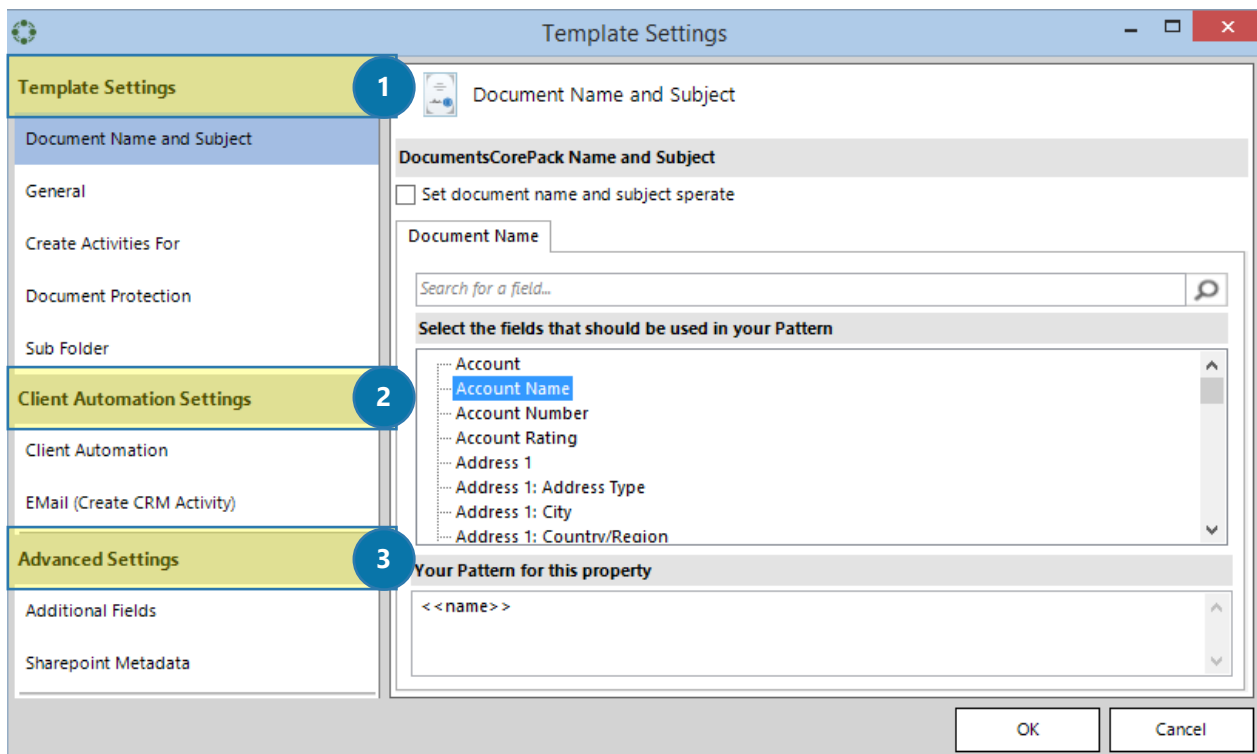 Template Settings
Template Settings
1
Document Name and Subject
General
Create Activities For
Document Protection
Sub Folder
Client Automation Settings
2
Client Automation
EMail (Create CRM Activity)
Advanced Settings
3
Additional Fields
Sharepoint Metadata
Document Name and Subject
DocumentsCorePack Name and Subject
Set document name and subject sperate
Document Name
Search for a field...
Select the fields that should be used in your Pattern
Account
Account Name
Account Number
Account Rating
Address 1
Address 1: Address Type
Address 1: City
Address 1: Country/Region
Your Pattern for this property
<<name>>
OK
Cancel